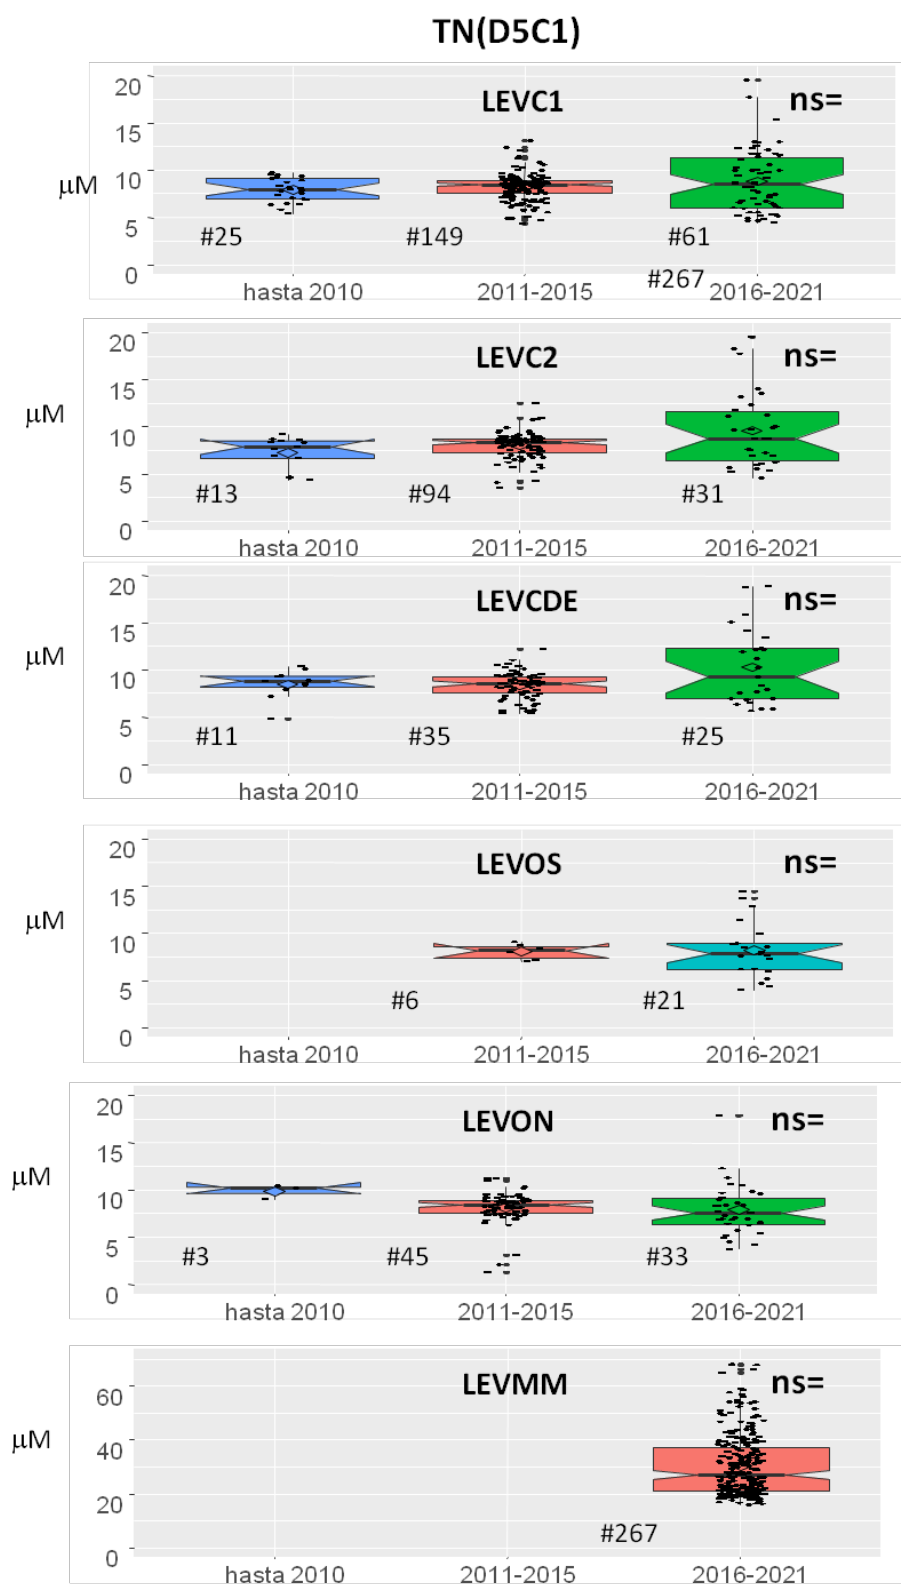 TN(D5C1)
20
LEVC1
ns=
15
μM
10
5
#25
#149
#61
0
#267
hasta 2010
2011-2015
2016-2021
20
LEVC2
ns=
15
μM
10
5
#13
#94
#31
0
hasta 2010
2011-2015
2016-2021
20
LEVCDE
ns=
15
μM
10
5
#11
#35
#25
0
hasta 2010
2011-2015
2016-2021
20
LEVOS
ns=
15
μM
10
5
#6
#21
0
hasta 2010
2011-2015
2016-2021
20
LEVON
ns=
15
μM
10
5
#3
#45
#33
0
hasta 2010
2011-2015
2016-2021
60
LEVMM
ns=
μM
40
20
#267
0
hasta 2010
2011-2015
2016-2021